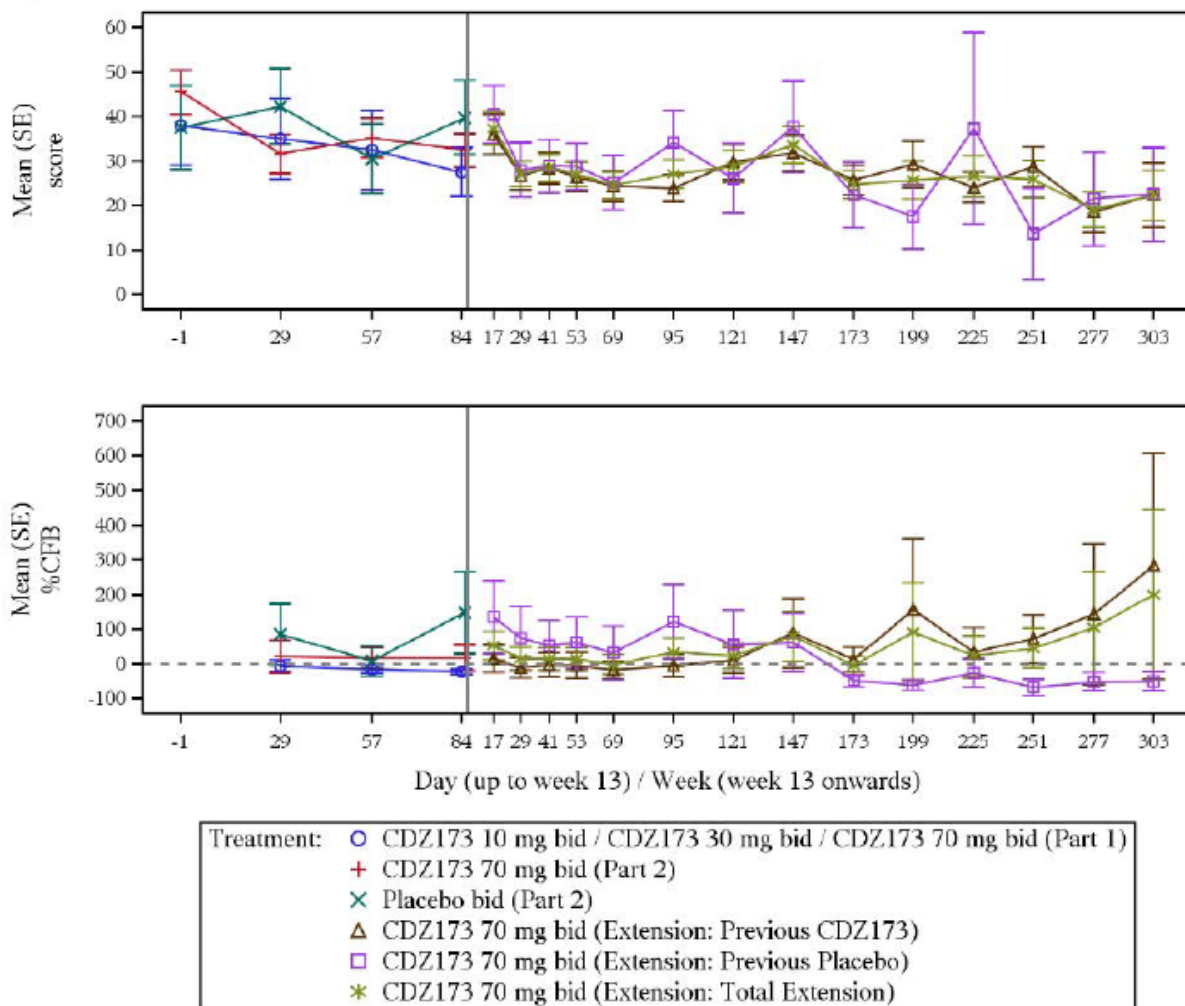 60
50
40
30
20
10
0
Mean (SE)
score
-1 29 57 84 17 29 41 53 69 95 121 147 173 199 225 251 277 303
700
600
500
400
300
200
100
0
-100
Mean (SE)
%CFB
-1 29 57 84 17 29 41 53 69 95 121 147 173 199 225 251 277 303
Day (up to week 13) / Week (week 13 onwards)
Treatment: CDZ173 10 mg bid / CDZ173 30 mg bid / CDZ173 70 mg bid (Part 1)
CDZ173 70 mg bid (Part 2)
Placebo bid (Part 2)
CDZ173 70 mg bid (Extension: Previous CDZ173)
CDZ173 70 mg bid (Extension: Previous Placebo)
CDZ173 70 mg bid (Extension: Total Extension)